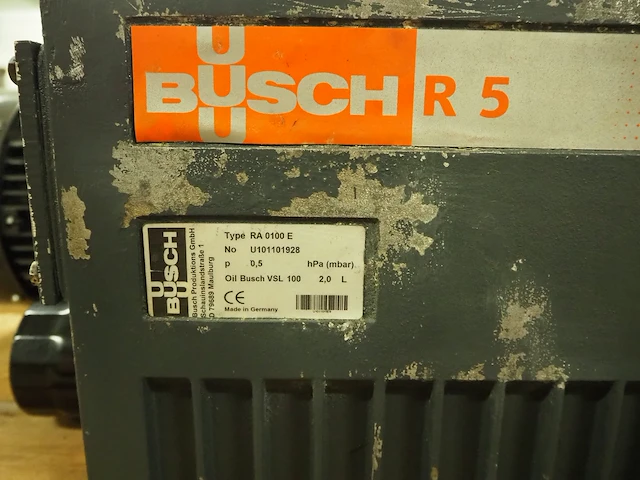 BUSCH R 5
BUSCH
Busch Produktions GmbH
Schauinslandstraße 1
D 79689 Maulburg
Type RA 0100 E
No U101101928
p 0,5 hPa (mbar)
Oil Busch VSL 100 2,0 L
CE
Made in Germany